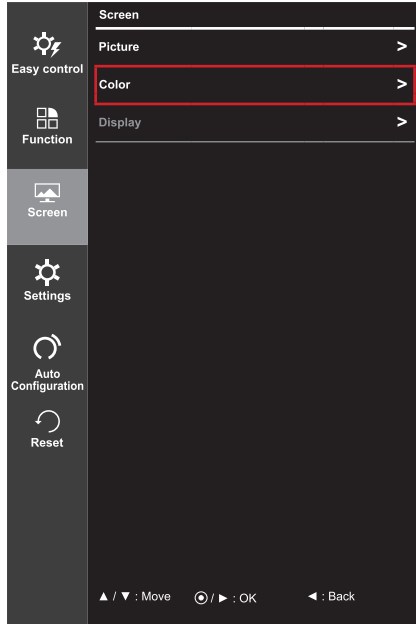 Easy control
Function
Screen
Settings
Auto
Configuration
Reset
Screen
Picture >
Color >
Display >
▲ / ▼ : Move ◉ / ► : OK ◄ : Back